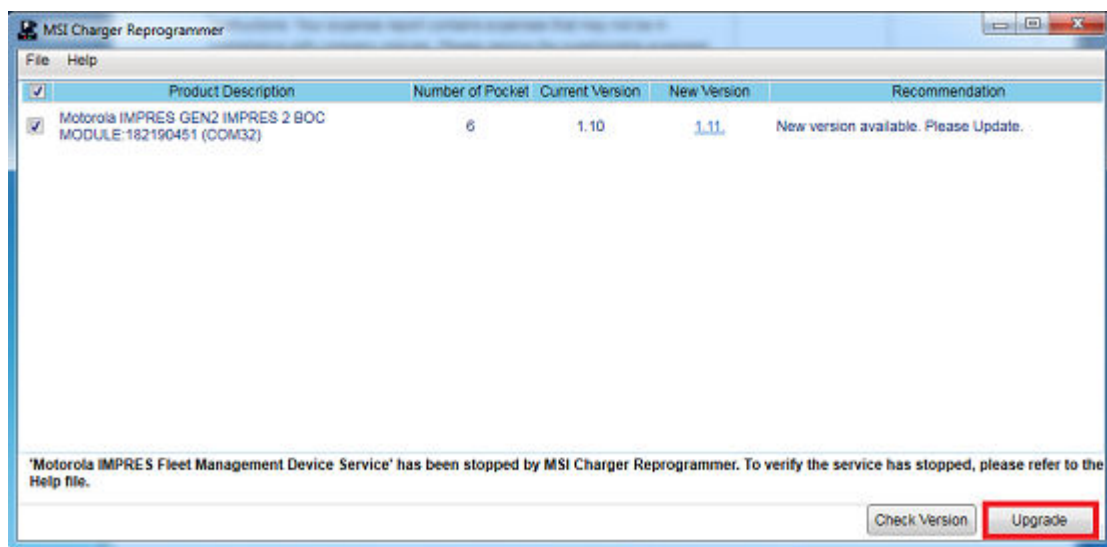 MSI Charger Reprogrammer
File Help
Product Description Number of Pocket Current Version New Version Recommendation
Motorola IMPRES GEN2 IMPRES 2 BOC
MODULE:182190451 (COM32) 6 1.10 1.11. New version available. Please Update.
'Motorola IMPRES Fleet Management Device Service' has been stopped by MSI Charger Reprogrammer. To verify the service has stopped, please refer to the
Help file.
Check Version Upgrade